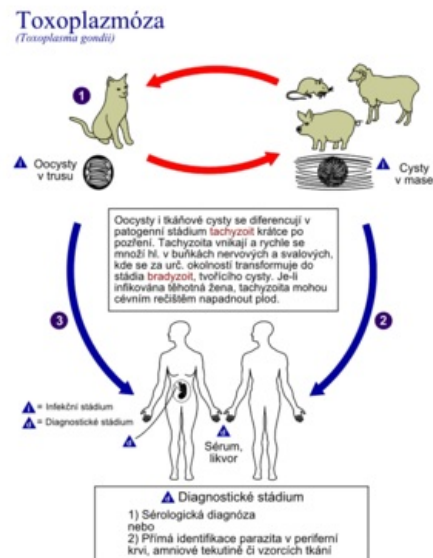 Toxoplazmóza
(Toxoplasma gondii)
1
i Oocysty
v trusu
i Cysty
v mase
Oocysty i tkáňové cysty se diferencují v
patogenní stádium tachyzoit krátce po
pozření. Tachyzoita vnikají a rychle se
množí hl. v buňkách nervových a svalových,
kde se za urč. okolností transformuje do
stádia bradyzoit, tvořícího cysty. Je-li
infikována těhotná žena, tachyzoita mohou
cévním rečištěm napadnout plod.
3
2
i = Infekční stádium
d = Diagnostické stádium
d
d
Sérum,
likvor
d Diagnostické stádium
1) Sérologická diagnóza
nebo
2) Přímá identifikace parazita v periferní
krvi, amniové tekutině či vzorcích tkání